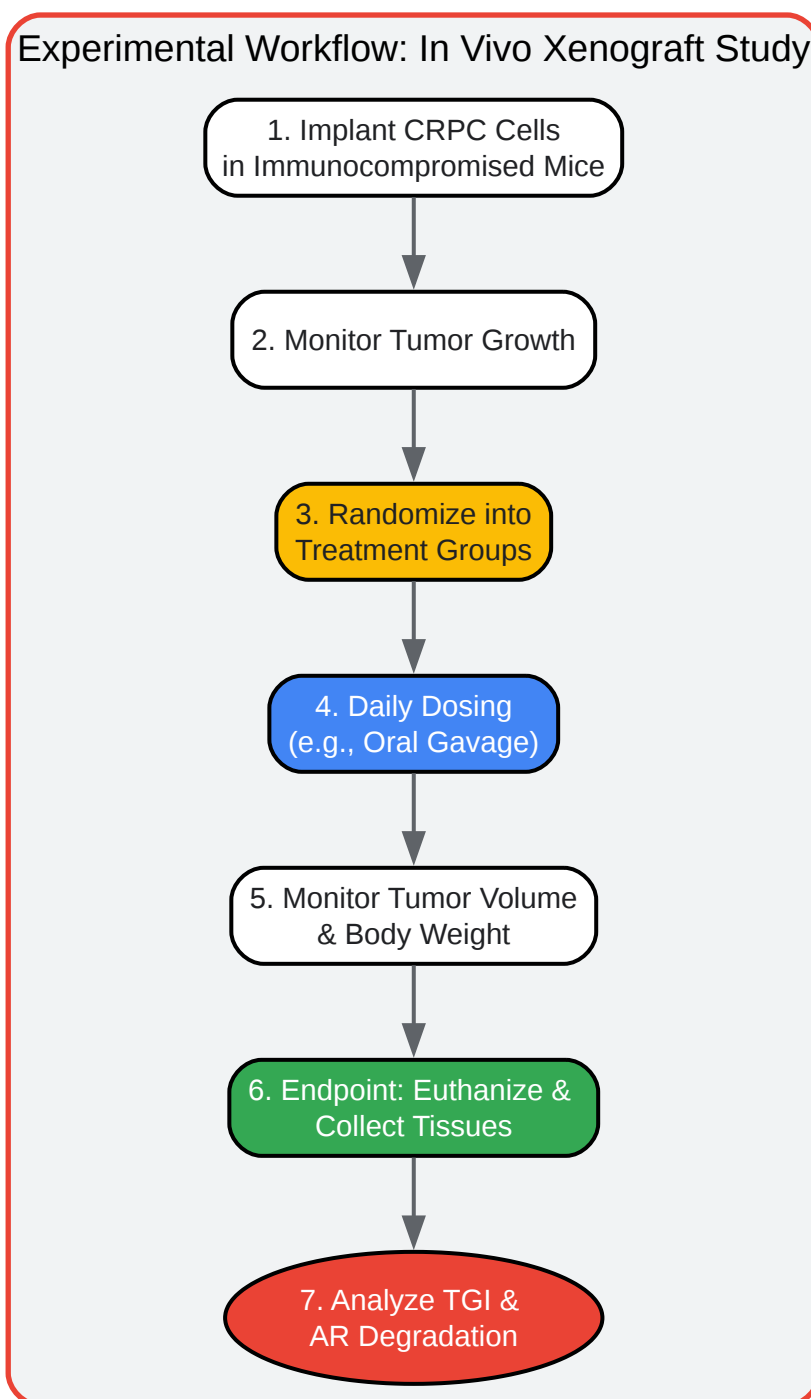 Experimental Workflow: In Vivo Xenograft Study
1. Implant CRPC Cells
in Immunocompromised Mice
2. Monitor Tumor Growth
3. Randomize into
Treatment Groups
4. Daily Dosing
(e.g., Oral Gavage)
5. Monitor Tumor Volume
& Body Weight
6. Endpoint: Euthanize &
Collect Tissues
7. Analyze TGI &
AR Degradation